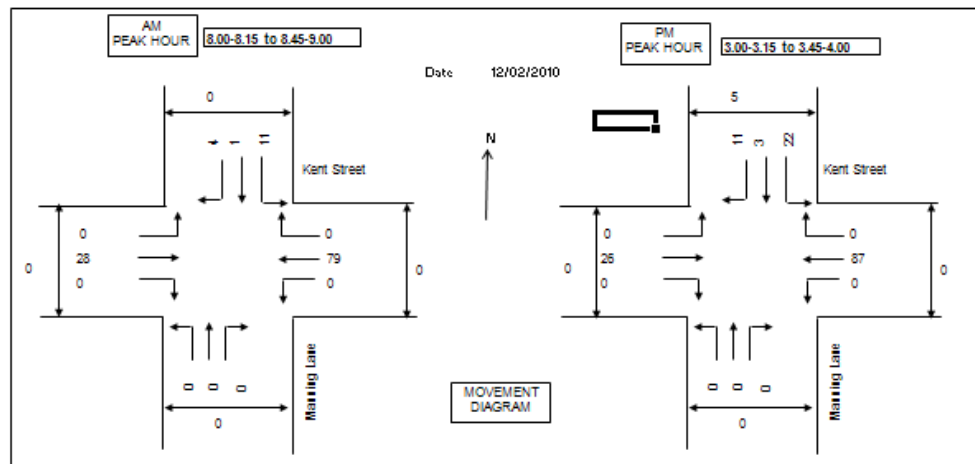 AM
PEAK HOUR
8.00-8.15 to 8.45-9.00
PM
PEAK HOUR
3.00-3.15 to 3.45-4.00
Date 12/02/2010
0
4
1
11
Kent Street
N
0
28
0
0
79
0
0
0
0
0
0
0
Manning Lane
MOVEMENT
DIAGRAM
5
11
3
22
Kent Street
0
26
0
0
87
0
0
0
0
0
0
0
Manning Lane